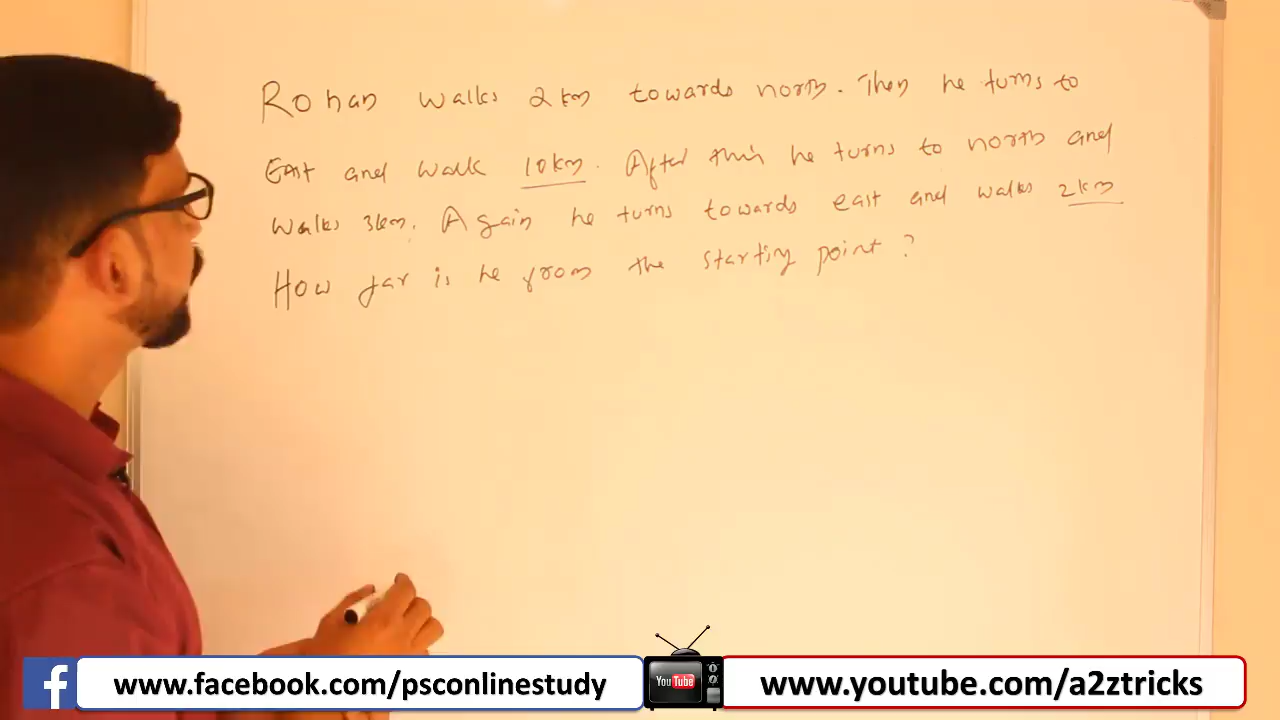 Rohan walks 2km towards north. Then he turns to
East and walk 10km. After this he turns to north and
walks 3km. Again he turns towards east and walks 2km
How far is he from the starting point?
www.facebook.com/psconlinestudy
YouTube
www.youtube.com/a2ztricks